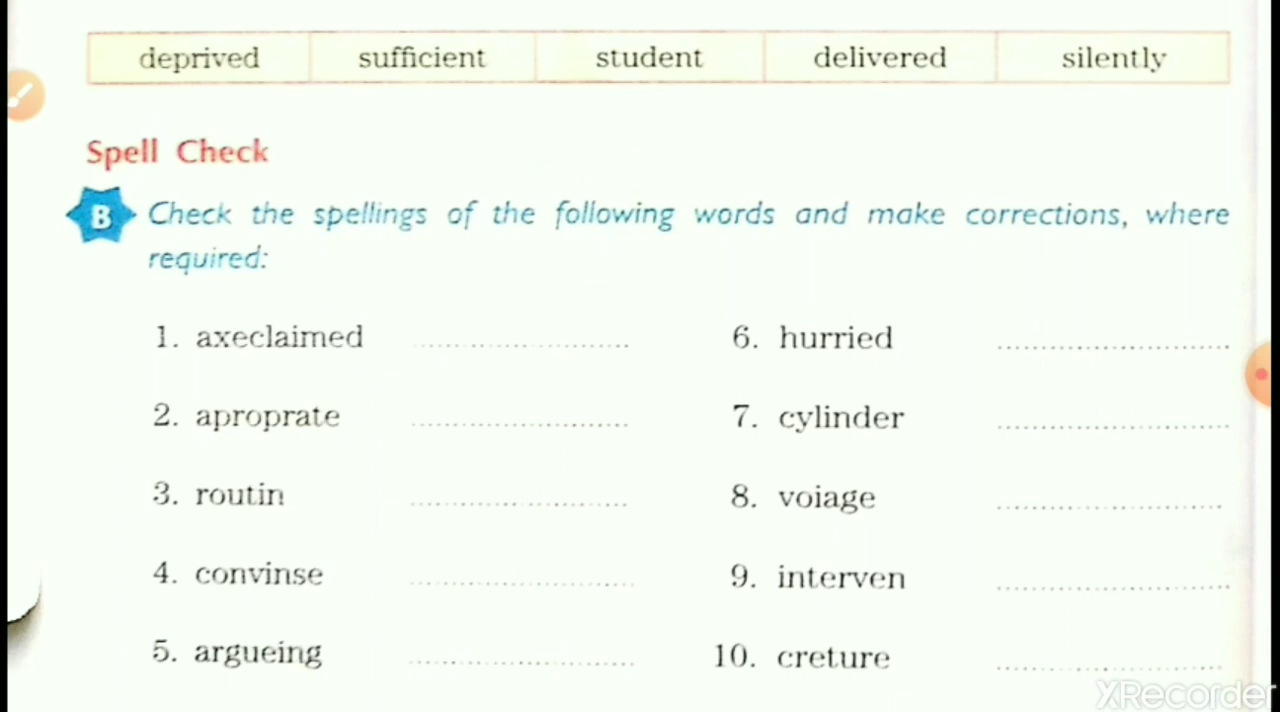 deprived sufficient student delivered silently
Spell Check
B Check the spellings of the following words and make corrections, where
required:
1. axeclaimed .............................. 6. hurried ..............................
2. aproprate .............................. 7. cylinder ..............................
3. routin .............................. 8. voiage ..............................
4. convinse .............................. 9. interven ..............................
5. argueing .............................. 10. creture ..............................
XRecorder